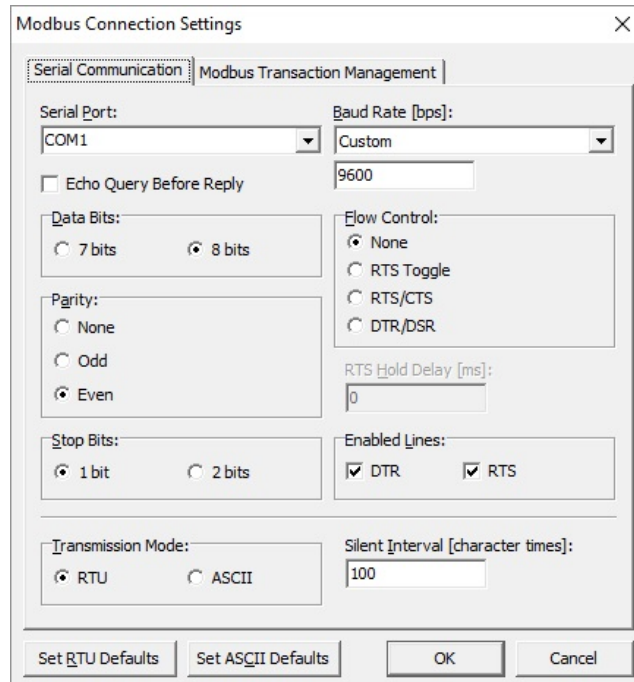 Modbus Connection Settings
Serial Communication
Modbus Transaction Management
Serial Port:
COM1
Echo Query Before Reply
Baud Rate [bps]:
Custom
9600
Data Bits:
7 bits
8 bits
Parity:
None
Odd
Even
Flow Control:
None
RTS Toggle
RTS/CTS
DTR/DSR
RTS Hold Delay [ms]:
0
Stop Bits:
1 bit
2 bits
Enabled Lines:
DTR
RTS
Transmission Mode:
RTU
ASCII
Silent Interval [character times]:
100
Set RTU Defaults
Set ASCII Defaults
OK
Cancel